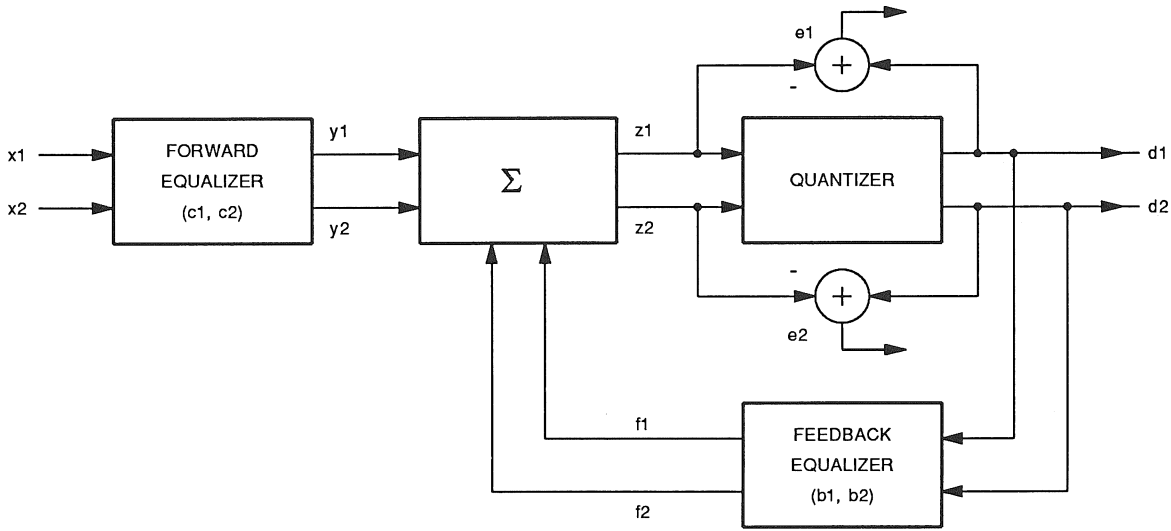 e1
+
-
x1
x2
FORWARD
EQUALIZER
(c1, c2)
y1
y2
Σ
z1
z2
QUANTIZER
d1
d2
-
+
e2
f1
f2
FEEDBACK
EQUALIZER
(b1, b2)